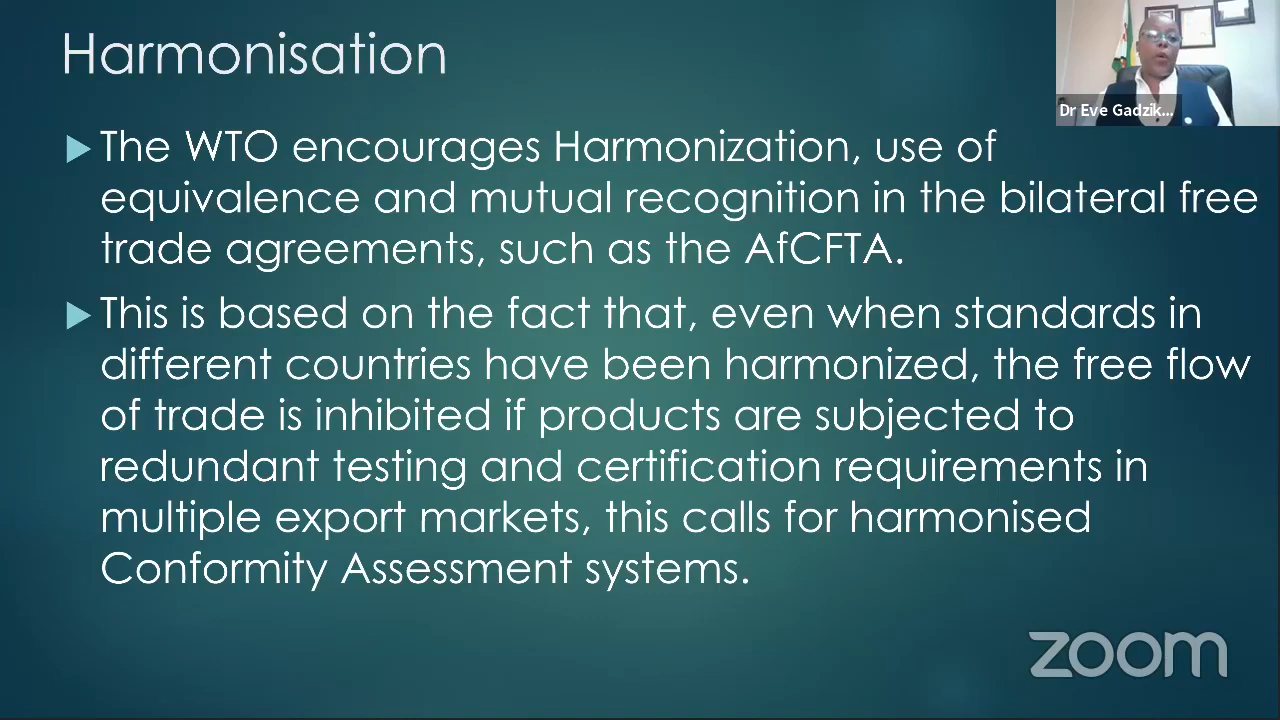 Harmonisation
Dr Eve Gadzik...
The WTO encourages Harmonization, use of
equivalence and mutual recognition in the bilateral free
trade agreements, such as the AfCFTA.
This is based on the fact that, even when standards in
different countries have been harmonized, the free flow
of trade is inhibited if products are subjected to
redundant testing and certification requirements in
multiple export markets, this calls for harmonised
Conformity Assessment systems.
zoom